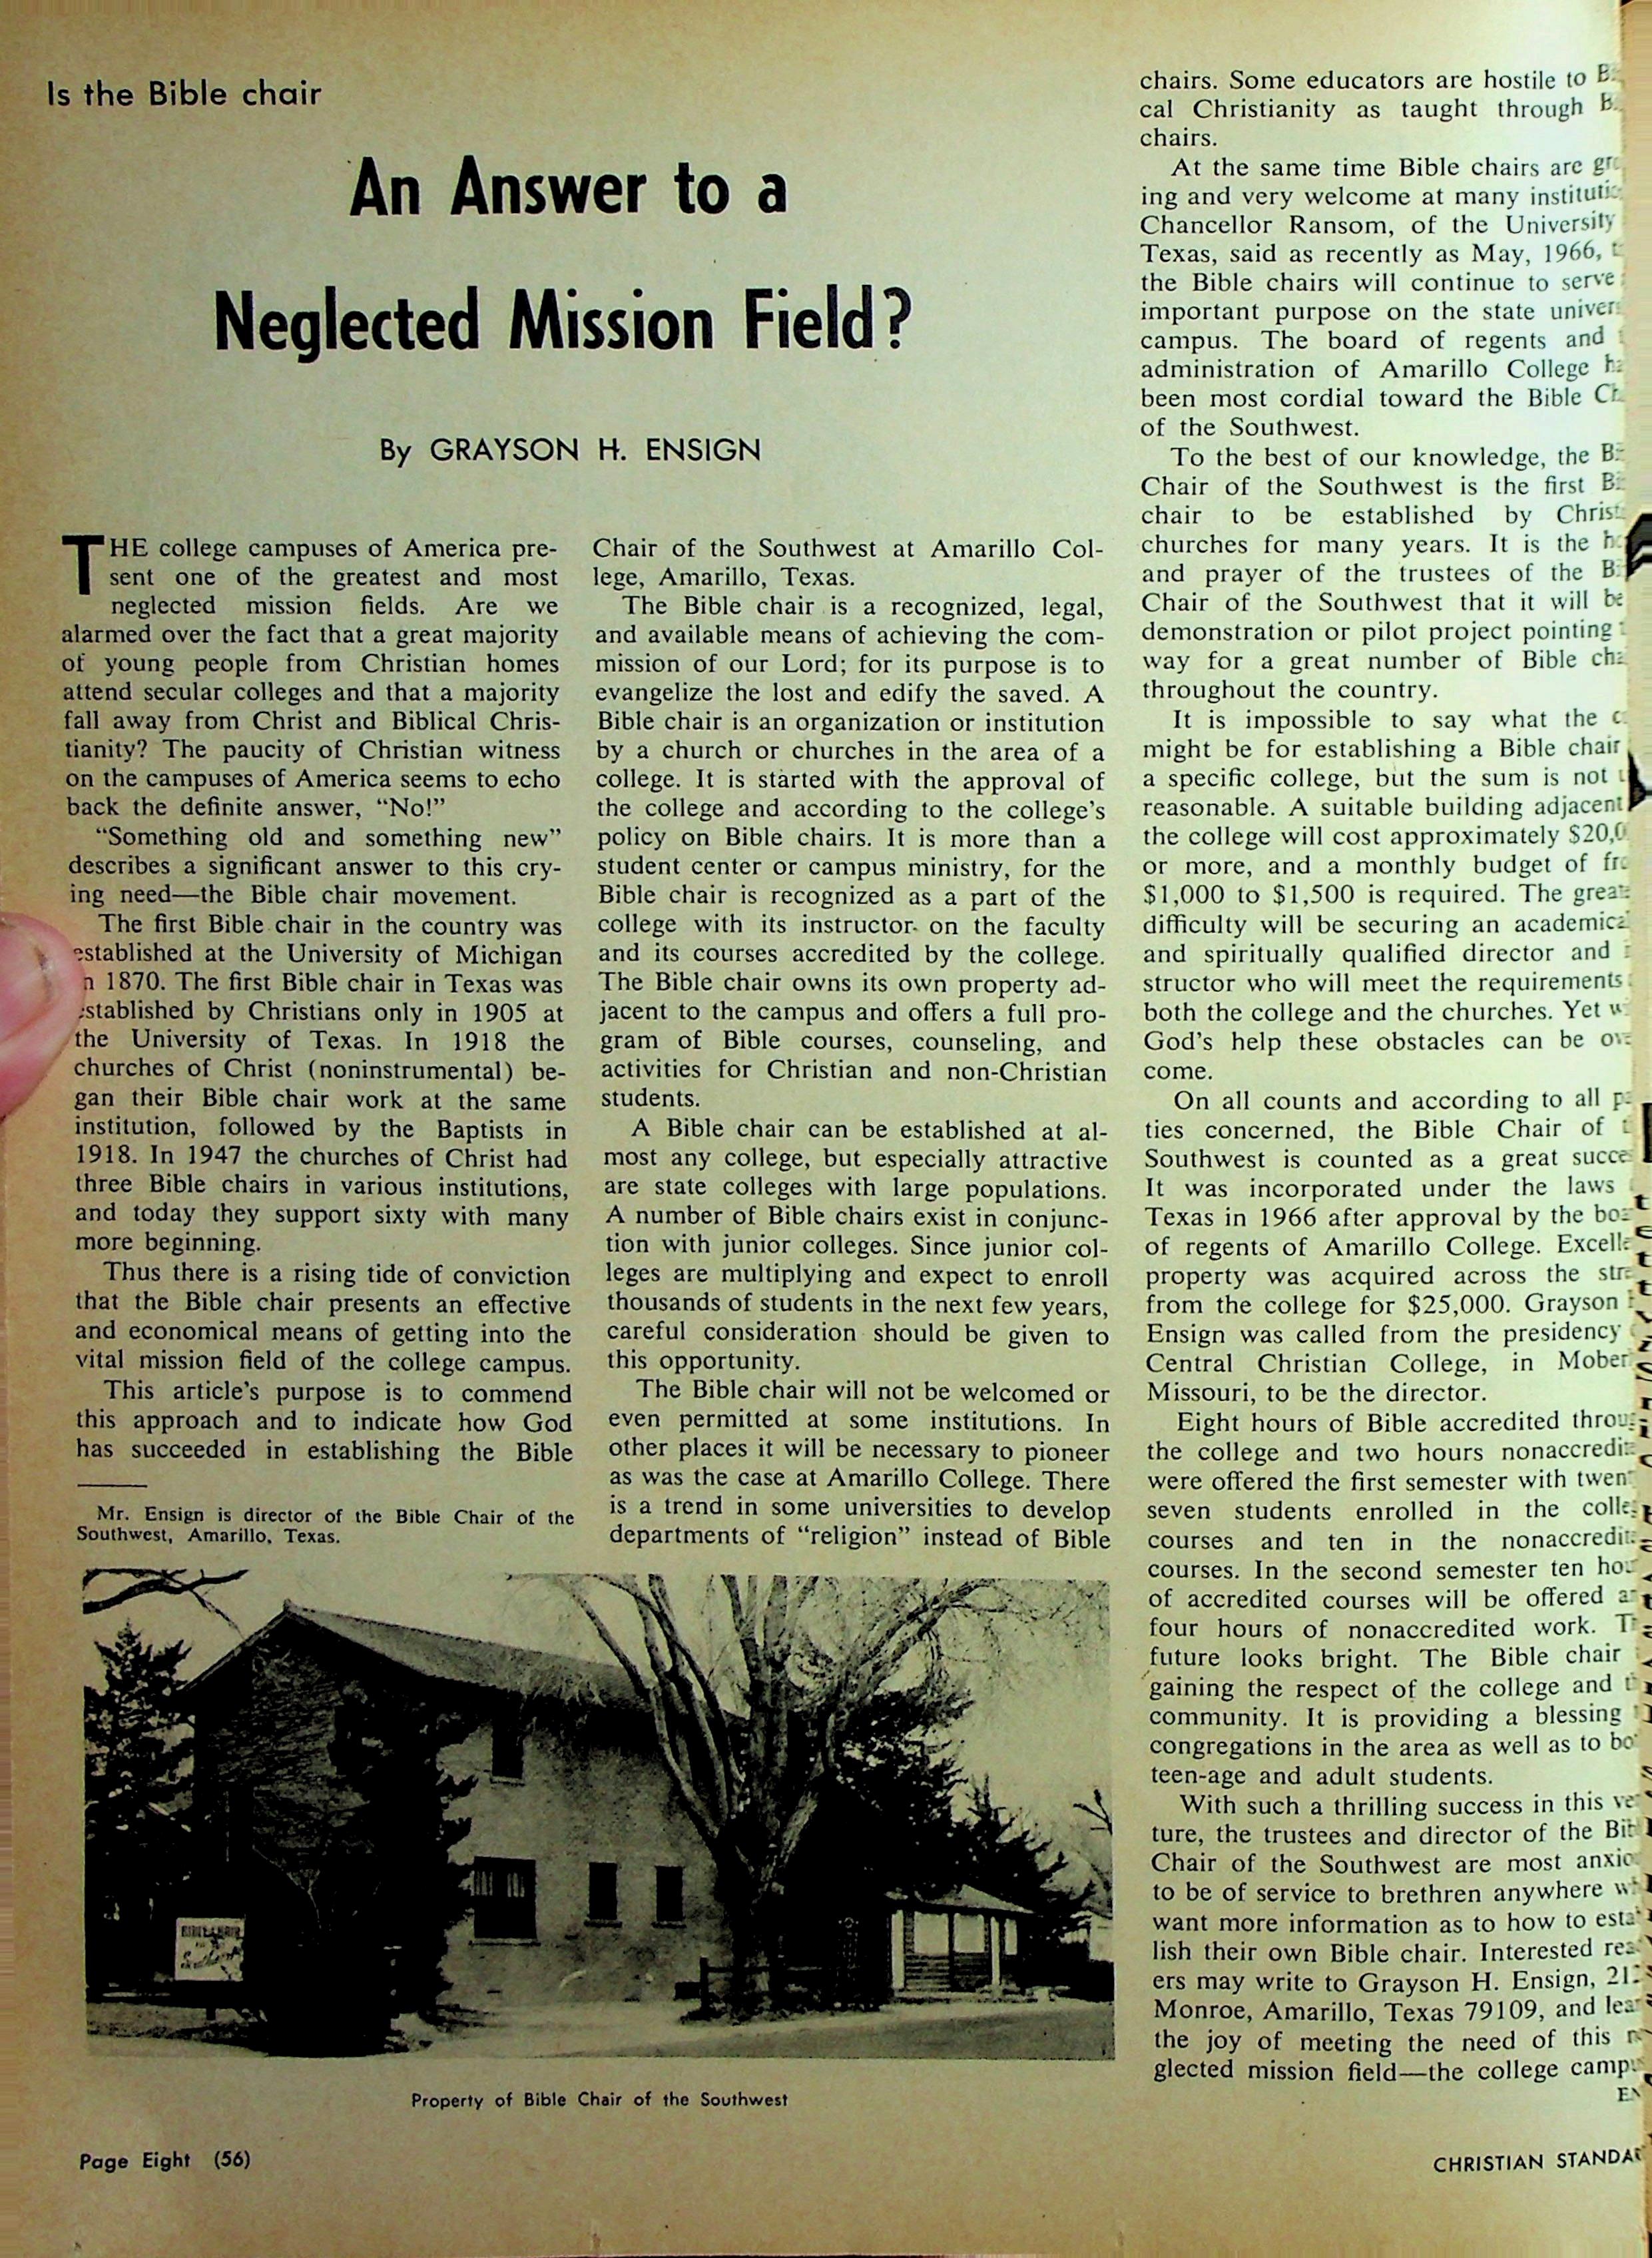 Is the Bible chair
An Answer to a
Neglected Mission Field?
By GRAYSON H. ENSIGN
THE college campuses of America pre-
sent one of the greatest and most
neglected mission fields. Are we
alarmed over the fact that a great majority
of young people from Christian homes
attend secular colleges and that a majority
fall away from Christ and Biblical Chris-
tianity? The paucity of Christian witness
on the campuses of America seems to echo
back the definite answer, “No!”
“Something old and something new”
describes a significant answer to this cry-
ing need—the Bible chair movement.
The first Bible chair in the country was
established at the University of Michigan
n 1870. The first Bible chair in Texas was
established by Christians only in 1905 at
the University of Texas. In 1918 the
churches of Christ (noninstrumental) be-
gan their Bible chair work at the same
institution, followed by the Baptists in
1918. In 1947 the churches of Christ had
three Bible chairs in various institutions,
and today they support sixty with many
more beginning.
Thus there is a rising tide of conviction
that the Bible chair presents an effective
and economical means of getting into the
vital mission field of the college campus.
This article’s purpose is to commend
this approach and to indicate how God
has succeeded in establishing the Bible
Mr. Ensign is director of the Bible Chair of the
Southwest, Amarillo, Texas.
Chair of the Southwest at Amarillo Col-
lege, Amarillo, Texas.
The Bible chair is a recognized, legal,
and available means of achieving the com-
mission of our Lord; for its purpose is to
evangelize the lost and edify the saved. A
Bible chair is an organization or institution
by a church or churches in the area of a
college. It is started with the approval of
the college and according to the college’s
policy on Bible chairs. It is more than a
student center or campus ministry, for the
Bible chair is recognized as a part of the
college with its instructor on the faculty
and its courses accredited by the college.
The Bible chair owns its own property ad-
jacent to the campus and offers a full pro-
gram of Bible courses, counseling, and
activities for Christian and non-Christian
students.
A Bible chair can be established at al-
most any college, but especially attractive
are state colleges with large populations.
A number of Bible chairs exist in conjunc-
tion with junior colleges. Since junior col-
leges are multiplying and expect to enroll
thousands of students in the next few years,
careful consideration should be given to
this opportunity.
The Bible chair will not be welcomed or
even permitted at some institutions. In
other places it will be necessary to pioneer
as was the case at Amarillo College. There
is a trend in some universities to develop
departments of “religion” instead of Bible
chairs. Some educators are hostile to
cal Christianity as taught through
chairs.
At the same time Bible chairs are
ing and very welcome at many
Chancellor Ransom, of the University
Texas, said as recently as May, 1966,
the Bible chairs will continue to serve
important purpose on the state
campus. The board of regents and
administration of Amarillo College
been most cordial toward the Bible
of the Southwest.
To the best of our knowledge, the
Chair of the Southwest is the first
chair to be established by
churches for many years. It is the
and prayer of the trustees of the
Chair of the Southwest that it will be
demonstration or pilot project pointing
way for a great number of Bible
throughout the country.
It is impossible to say what the
might be for establishing a Bible chair
a specific college, but the sum is not
reasonable. A suitable building adjacent
the college will cost approximately
or more, and a monthly budget of
$1,000 to $1,500 is required. The
difficulty will be securing an
and spiritually qualified director and
structor who will meet the requirements
both the college and the churches. Yet
God’s help these obstacles can be
come.
On all counts and according to all
ties concerned, the Bible Chair of
Southwest is counted as a great
It was incorporated under the laws
Texas in 1966 after approval by the
of regents of Amarillo College.
property was acquired across the
from the college for $25,000. Grayson
Ensign was called from the presidency
Central Christian College, in
Missouri, to be the director.
Eight hours of Bible accredited
the college and two hours
were offered the first semester with
seven students enrolled in the
courses and ten in the
courses. In the second semester ten
of accredited courses will be offered
four hours of nonaccredited work.
future looks bright. The Bible chair
gaining the respect of the college and
community. It is providing a blessing
congregations in the area as well as to
teen-age and adult students.
With such a thrilling success in this
ture, the trustees and director of the
Chair of the Southwest are most
to be of service to brethren anywhere
want more information as to how to
lish their own Bible chair. Interested
ers may write to Grayson H. Ensign,
Monroe, Amarillo, Texas 79109, and
the joy of meeting the need of this
glected mission field—the college
BIBLE CHAIR
Property of Bible Chair of the Southwest
Page Eight (56)
CHRISTIAN